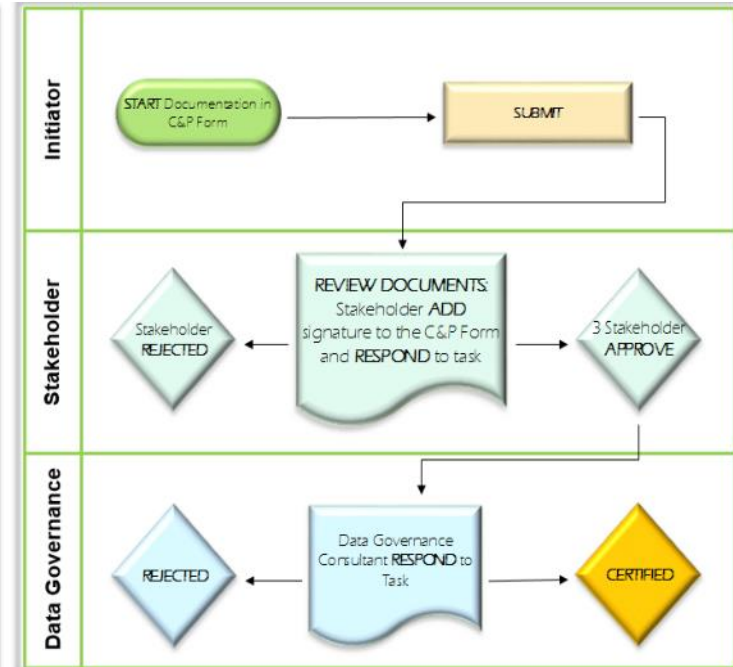 Initiator
START Documentation in
C&P Form
SUBMIT
Stakeholder
Stakeholder
REJECTED
REVIEW DOCUMENTS:
Stakeholder ADD
signature to the C&P Form
and RESPOND to task
3 Stakeholder
APPROVE
Data Governance
REJECTED
Data Governance
Consultant RESPOND to
Task
CERTIFIED